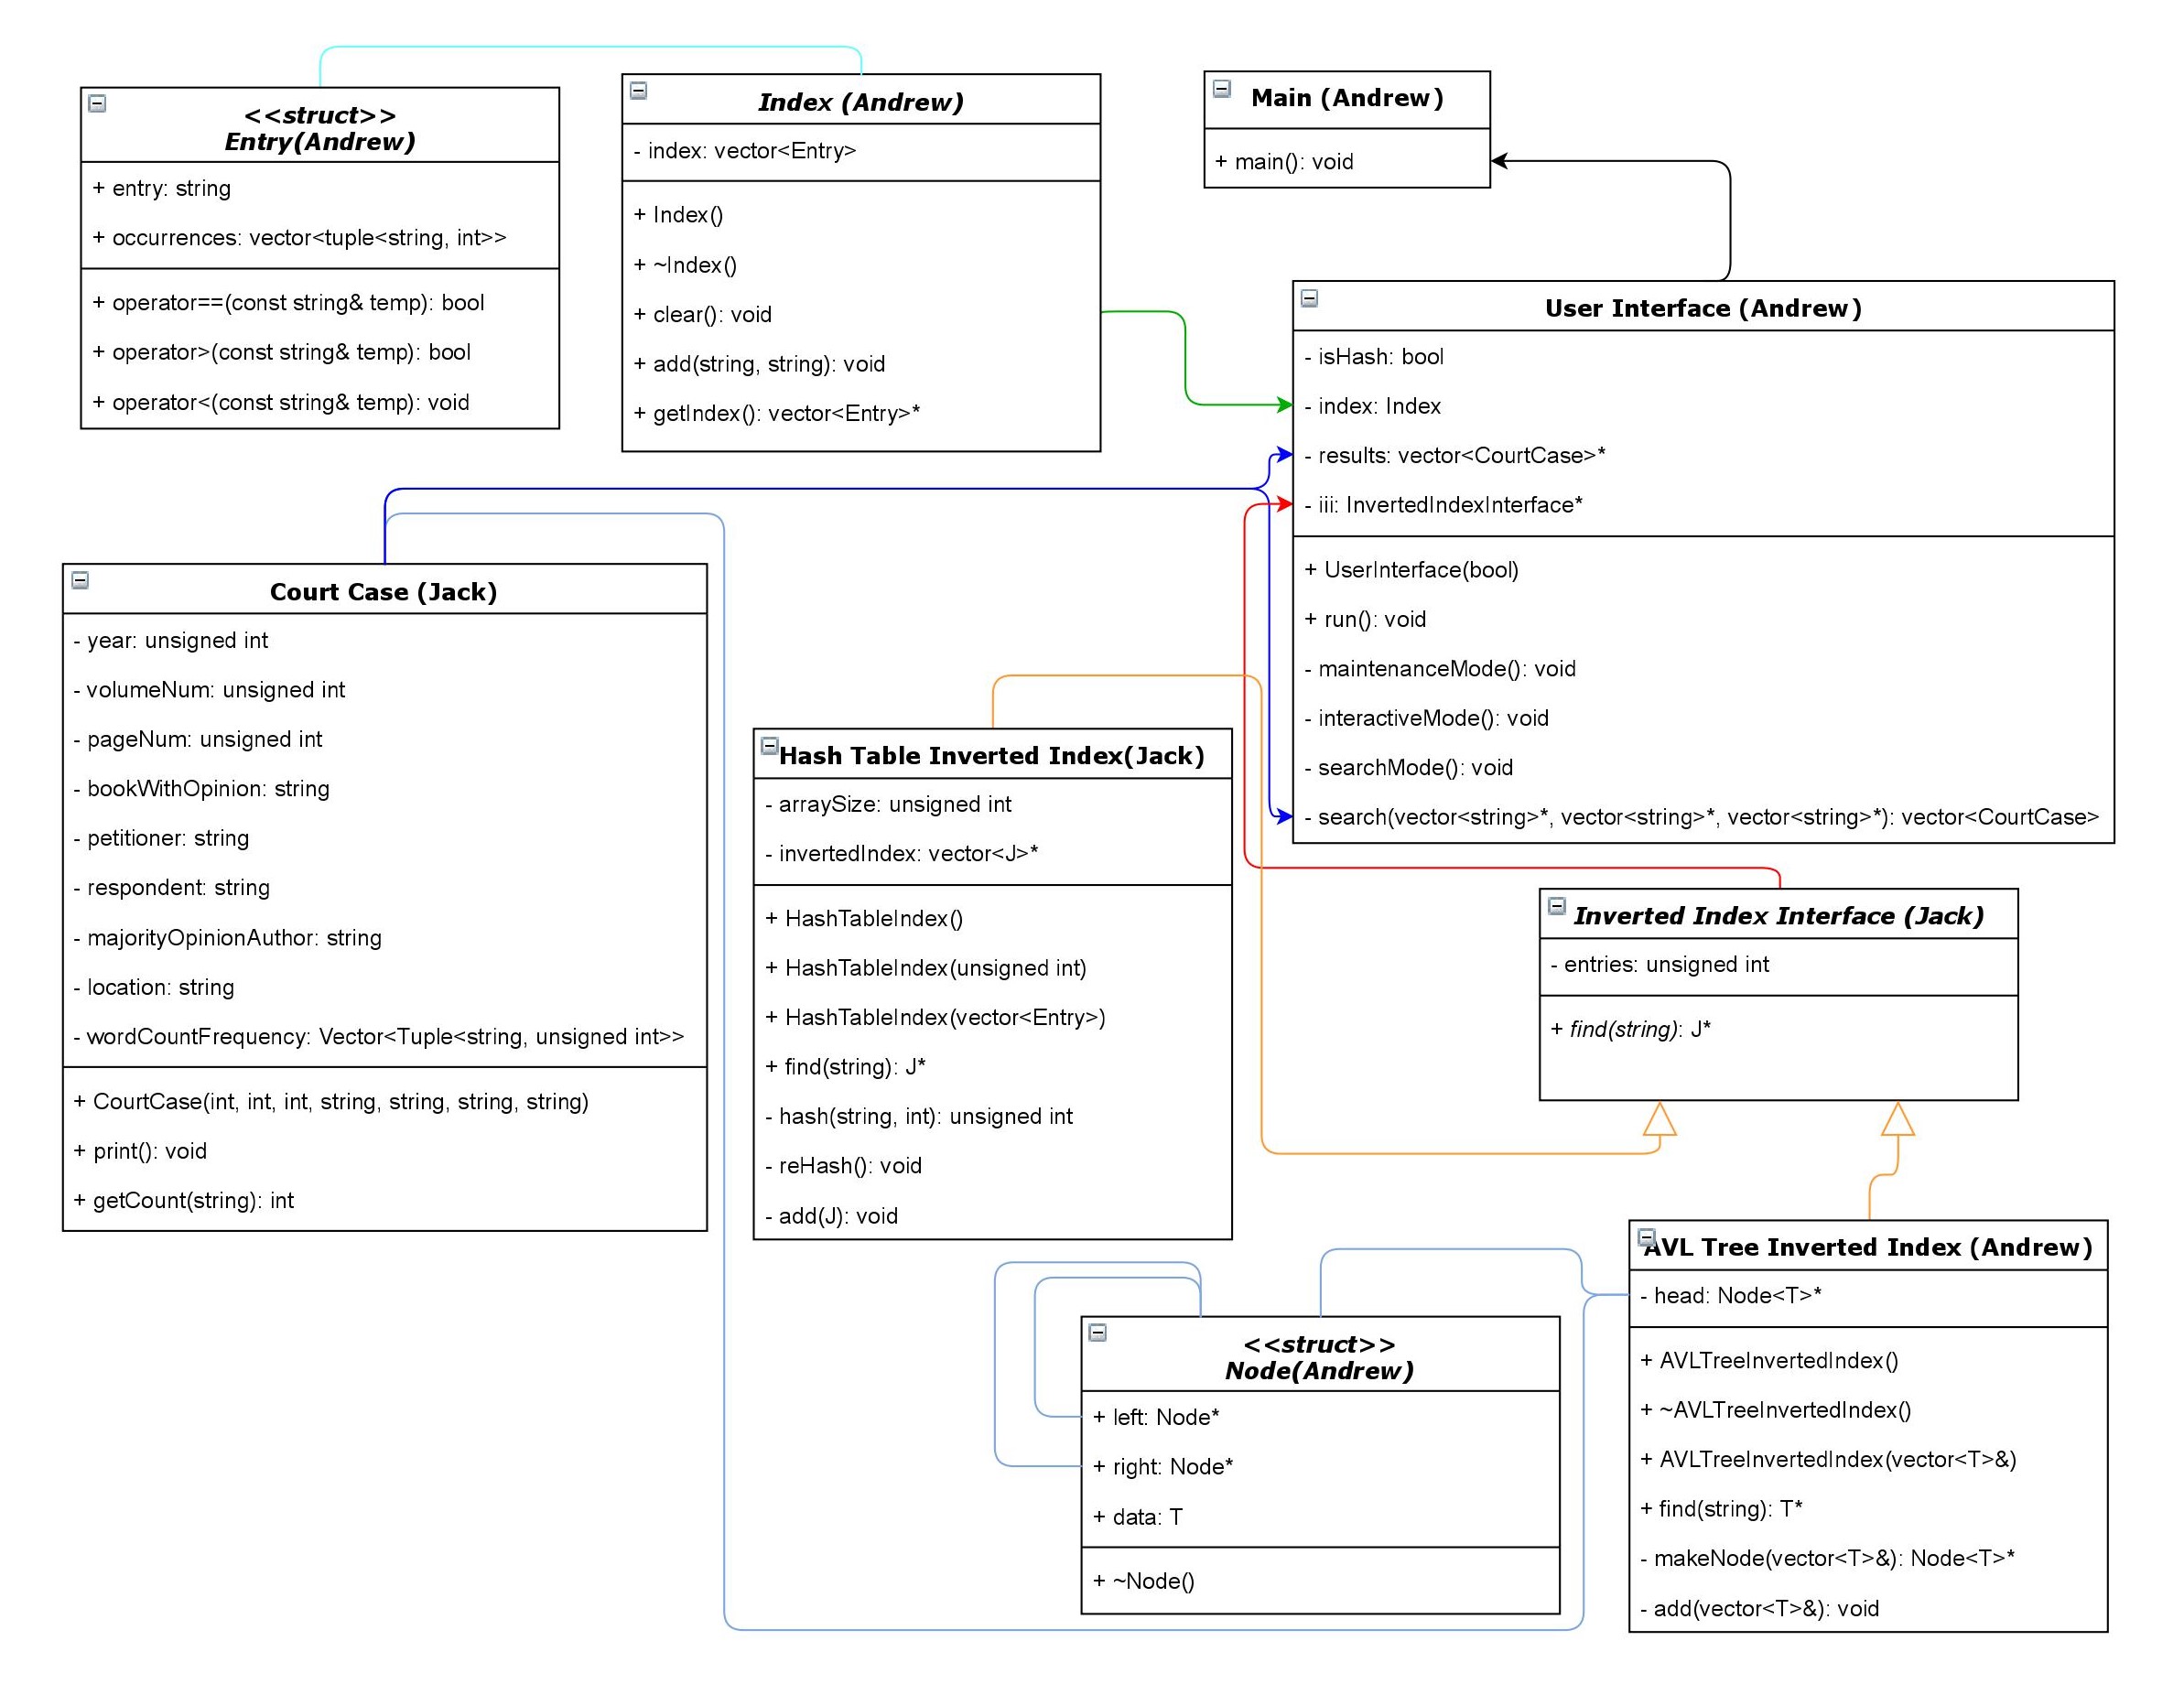 <<struct>>
Entry(Andrew)
+ entry: string
+ occurrences: vector<tuple<string, int>>
+ operator==(const string& temp): bool
+ operator>(const string& temp): bool
+ operator<(const string& temp): void
Index (Andrew)
- index: vector<Entry>
+ Index()
+ ~Index()
+ clear(): void
+ add(string, string): void
+ getIndex(): vector<Entry>*
Main (Andrew)
+ main(): void
User Interface (Andrew)
- isHash: bool
- index: Index
- results: vector<CourtCase>*
- iii: InvertedIndexInterface*
+ UserInterface(bool)
+ run(): void
- maintenanceMode(): void
- interactiveMode(): void
- searchMode(): void
- search(vector<string>*, vector<string>*, vector<string>*): vector<CourtCase>
Court Case (Jack)
- year: unsigned int
- volumeNum: unsigned int
- pageNum: unsigned int
- bookWithOpinion: string
- petitioner: string
- respondent: string
- majorityOpinionAuthor: string
- location: string
- wordCountFrequency: Vector<Tuple<string, unsigned int>>
+ CourtCase(int, int, int, string, string, string, string)
+ print(): void
+ getCount(string): int
Hash Table Inverted Index(Jack)
- arraySize: unsigned int
- invertedIndex: vector<J>*
+ HashTableIndex()
+ HashTableIndex(unsigned int)
+ HashTableIndex(vector<Entry>)
+ find(string): J*
- hash(string, int): unsigned int
- reHash(): void
- add(J): void
Inverted Index Interface (Jack)
- entries: unsigned int
+ find(string): J*
<<struct>>
Node(Andrew)
+ left: Node*
+ right: Node*
+ data: T
+ ~Node()
AVL Tree Inverted Index (Andrew)
- head: Node<T>*
+ AVLTreeInvertedIndex()
+ ~AVLTreeInvertedIndex()
+ AVLTreeInvertedIndex(vector<T>&)
+ find(string): T*
- makeNode(vector<T>&): Node<T>*
- add(vector<T>&): void